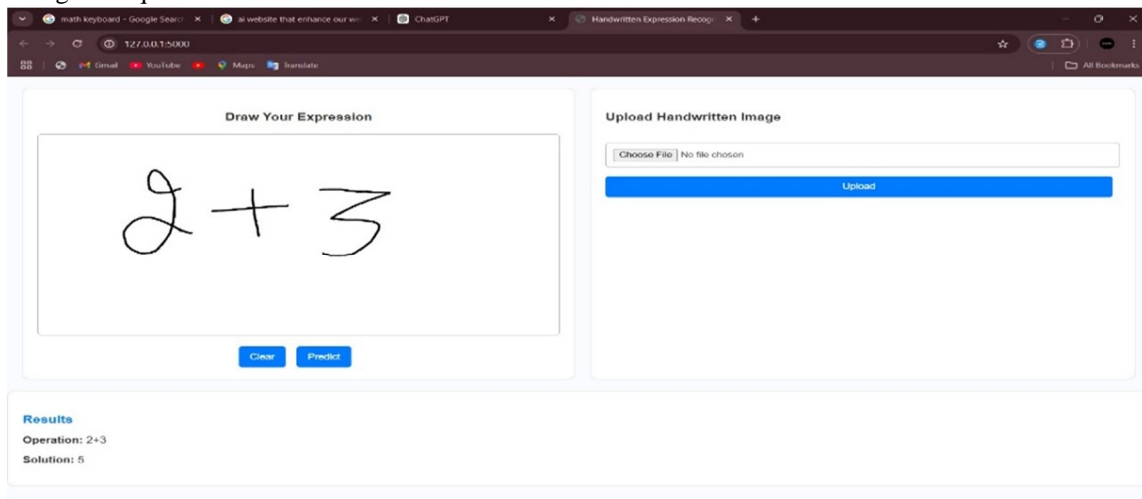 math keyboard - Google Search
ai website that enhance our we
ChatGPT
Handwritten Expression Recogn
127.0.0.1:5000
Gmail YouTube Maps Translate
All Bookmarks
Draw Your Expression
2+3
Clear Predict
Upload Handwritten Image
Choose File No file chosen
Upload
Results
Operation: 2+3
Solution: 5